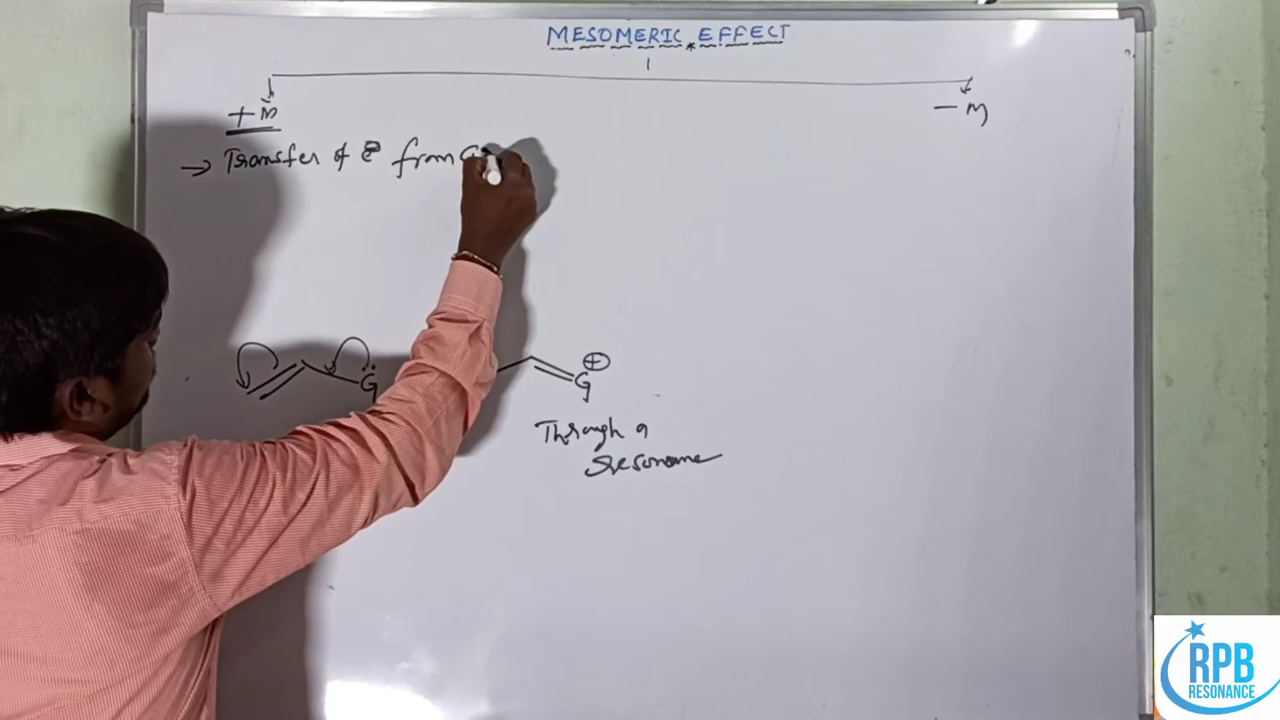 MESOMERIC EFFECT
+ M
- M
→ Transfer of e⊖ from G
G
⊕
G
Through a
resonance
RPB
RESONANCE